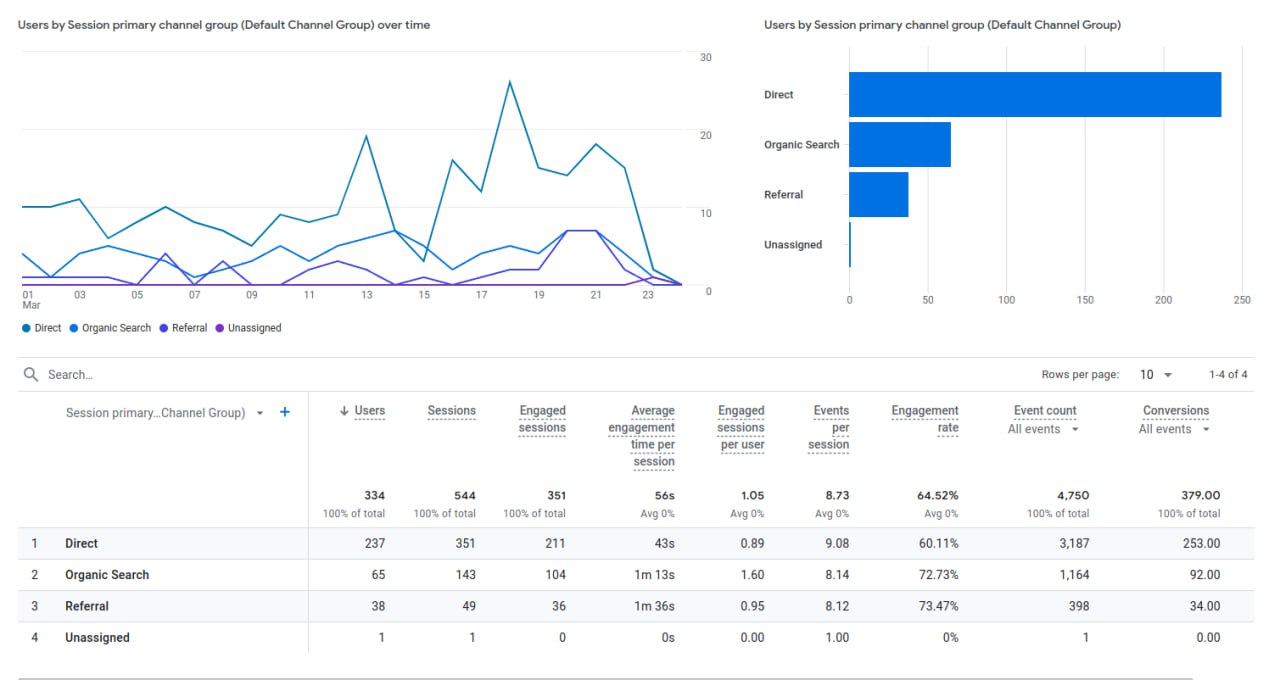 Users by Session primary channel group (Default Channel Group) over time
30
20
10
0
01 03 05 07 09 11 13 15 17 19 21 23
Mar
Direct Organic Search Referral Unassigned
Users by Session primary channel group (Default Channel Group)
Direct
Organic Search
Referral
Unassigned
0 50 100 150 200 250
Search…
Rows per page: 10 1-4 of 4
Session primary…Channel Group) +
↓ Users
Sessions
Engaged
sessions
Average
engagement
time per
session
Engaged
sessions
per user
Events
per
session
Engagement
rate
Event count
All events
Conversions
All events
334 544 351 56s 1.05 8.73 64.52% 4,750 379.00
100% of total 100% of total 100% of total Avg 0% Avg 0% Avg 0% Avg 0% 100% of total 100% of total
1 Direct 237 351 211 43s 0.89 9.08 60.11% 3,187 253.00
2 Organic Search 65 143 104 1m 13s 1.60 8.14 72.73% 1,164 92.00
3 Referral 38 49 36 1m 36s 0.95 8.12 73.47% 398 34.00
4 Unassigned 1 1 0 0s 0.00 1.00 0% 1 0.00